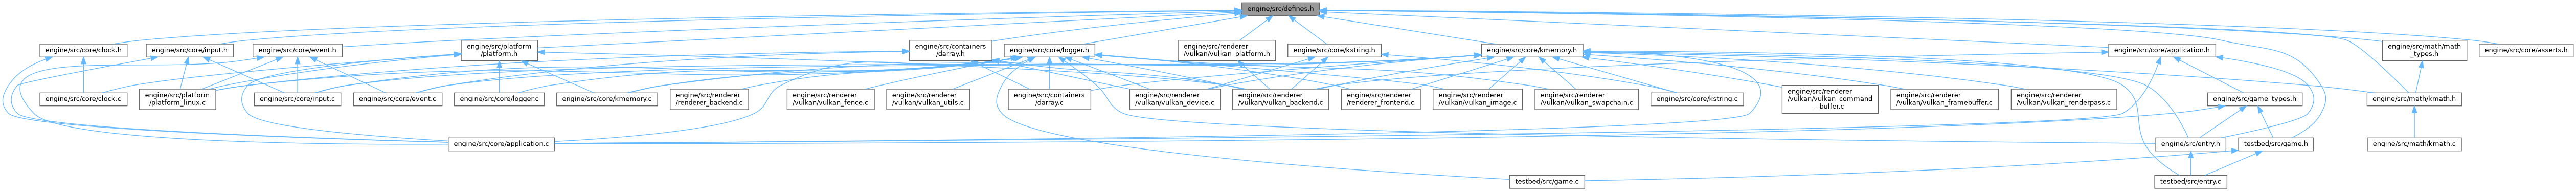 engine/src/defines.h
engine/src/core/clock.h
engine/src/core/input.h
engine/src/core/event.h
engine/src/platform
/platform.h
engine/src/containers
/darray.h
engine/src/core/logger.h
engine/src/renderer
/vulkan/vulkan_platform.h
engine/src/core/kstring.h
engine/src/core/kmemory.h
engine/src/core/application.h
engine/src/math/math
_types.h
engine/src/core/asserts.h
engine/src/core/clock.c
engine/src/platform
/platform_linux.c
engine/src/core/input.c
engine/src/core/event.c
engine/src/core/logger.c
engine/src/core/kmemory.c
engine/src/renderer
/renderer_backend.c
engine/src/renderer
/vulkan/vulkan_fence.c
engine/src/renderer
/vulkan/vulkan_utils.c
engine/src/containers
/darray.c
engine/src/renderer
/vulkan/vulkan_device.c
engine/src/renderer
/vulkan/vulkan_backend.c
engine/src/renderer
/renderer_frontend.c
engine/src/renderer
/vulkan/vulkan_image.c
engine/src/renderer
/vulkan/vulkan_swapchain.c
engine/src/core/kstring.c
engine/src/renderer
/vulkan/vulkan_command
_buffer.c
engine/src/renderer
/vulkan/vulkan_framebuffer.c
engine/src/renderer
/vulkan/vulkan_renderpass.c
engine/src/game_types.h
engine/src/math/kmath.h
engine/src/core/application.c
engine/src/entry.h
testbed/src/game.h
engine/src/math/kmath.c
testbed/src/game.c
testbed/src/entry.c